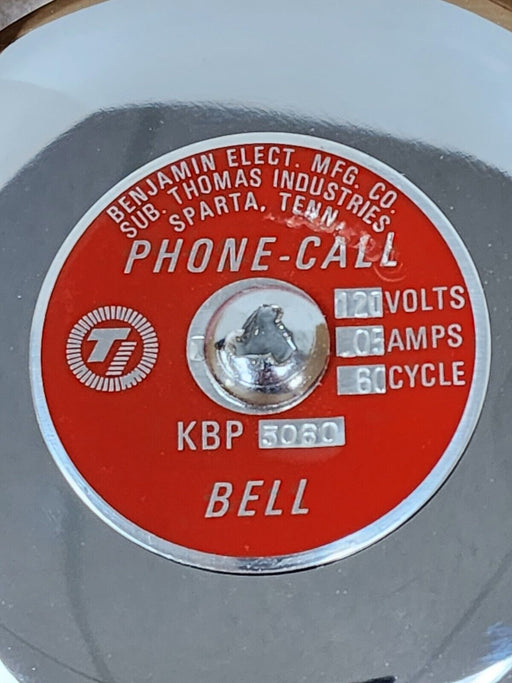 BENJAMIN ELECT. MFG. CO.
SUB. THOMAS INDUSTRIES
SPARTA, TENN.
PHONE-CALL
120 VOLTS
.05 AMPS
60 CYCLE
TI
KBP 5060
BELL